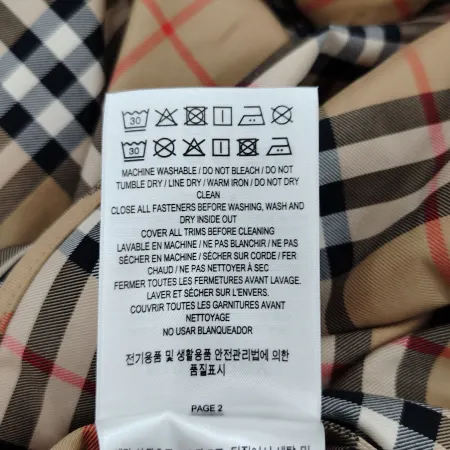 30
30
MACHINE WASHABLE / DO NOT BLEACH / DO NOT
TUMBLE DRY / LINE DRY / WARM IRON / DO NOT DRY
CLEAN
CLOSE ALL FASTENERS BEFORE WASHING, WASH AND
DRY INSIDE OUT
COVER ALL TRIMS BEFORE CLEANING
LAVABLE EN MACHINE / NE PAS BLANCHIR / NE PAS
SÉCHER EN MACHINE / SÉCHER SUR CORDE / FER
CHAUD / NE PAS NETTOYER À SEC
FERMER TOUTES LES FERMETURES AVANT LAVAGE.
LAVER ET SÉCHER SUR L'ENVERS.
COUVRIR TOUTES LES GARNITURES AVANT
NETTOYAGE
NO USAR BLANQUEADOR
전기용품 및 생활용품 안전관리법에 의한
품질표시
PAGE 2